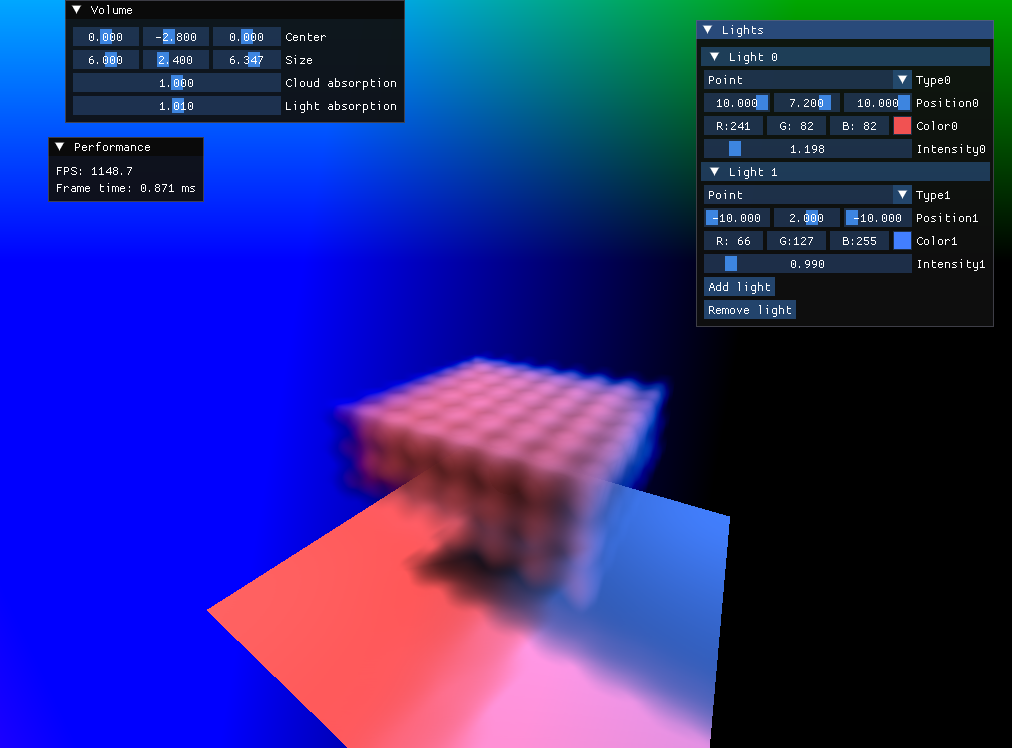 Volume
0.000 -2.800 0.000 Center
6.000 2.400 6.347 Size
1.000 Cloud absorption
1.010 Light absorption
Performance
FPS: 1148.7
Frame time: 0.871 ms
Lights
Light 0
Point Type0
10.000 7.200 10.000 Position0
R:241 G: 82 B: 82 Color0
1.198 Intensity0
Light 1
Point Type1
-10.000 2.000 -10.000 Position1
R: 66 G:127 B:255 Color1
0.990 Intensity1
Add light
Remove light